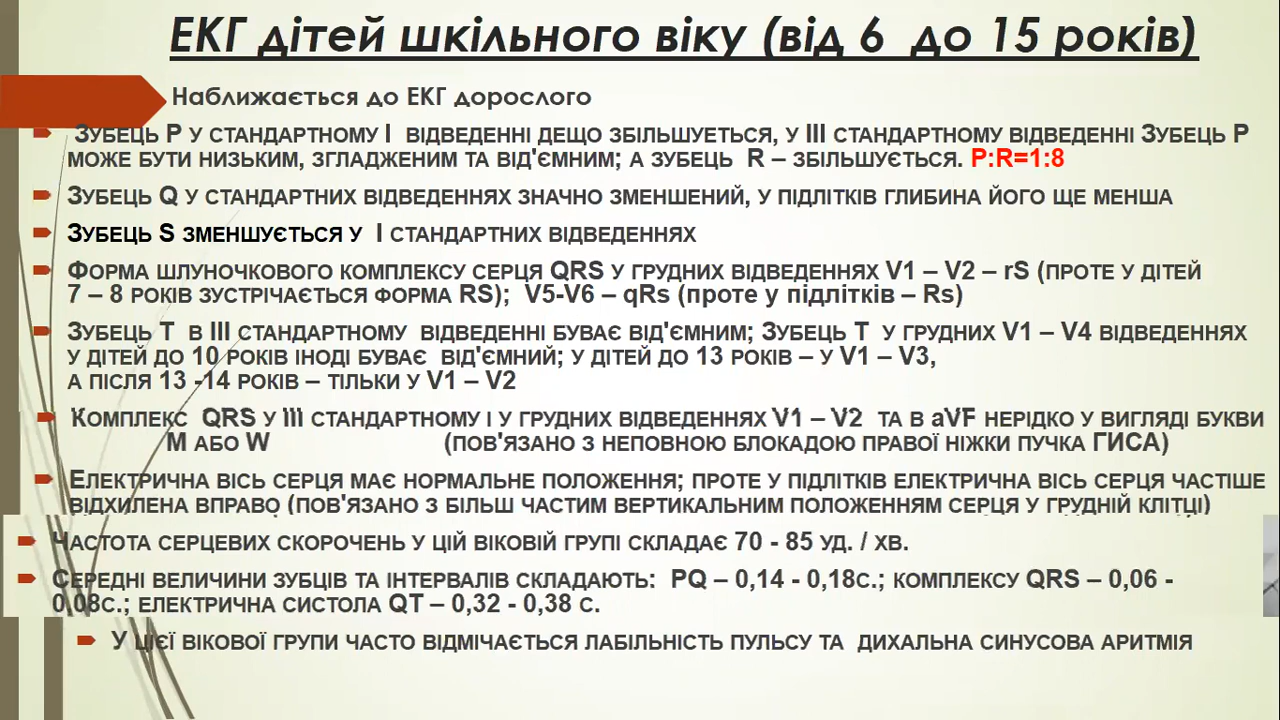 ЕКГ дітей шкільного віку (від 6 до 15 років)
Наближається до ЕКГ дорослого
Зубець Р у стандартному I відведенні дещо збільшуеться, у III стандартному відведенні Зубець Р
може бути низьким, згладженим та від'ємним; а зубець R – збільшується. P:R=1:8
Зубець Q у стандартних відведеннях значно зменшений, у підлітків глибина його ще менша
Зубець S зменшується у I стандартних відведеннях
Форма шлуночкового комплексу серця QRS у грудних відведеннях V1 – V2 – rS (проте у дітей
7 – 8 років зустрічається форма RS); V5-V6 – qRs (проте у підлітків – Rs)
Зубець Т в III стандартному відведенні буває від'ємним; Зубець Т у грудних V1 – V4 відведеннях
у дітей до 10 років іноді буває від'ємний; у дітей до 13 років – у V1 – V3,
а після 13 -14 років – тільки у V1 – V2
Комплекс QRS у III стандартному і у грудних відведеннях V1 – V2 та в aVF нерідко у вигляді букви
М або W (пов'язано з неповною блокадою правої ніжки пучка ГИСА)
Електрична вісь серця має нормальне положення; проте у підлітків електрична вісь серця частіше
відхилена вправо (пов'язано з більш частим вертикальним положенням серця у грудній клітці)
Частота серцевих скорочень у цій віковій групі складає 70 - 85 уд. / хв.
Середні величини зубців та інтервалів складають: PQ – 0,14 - 0,18с.; комплексу QRS – 0,06 -
0,08с.; електрична систола QT – 0,32 - 0,38 с.
У цієї вікової групи часто відмічається лабільність пульсу та дихальна синусова аритмія